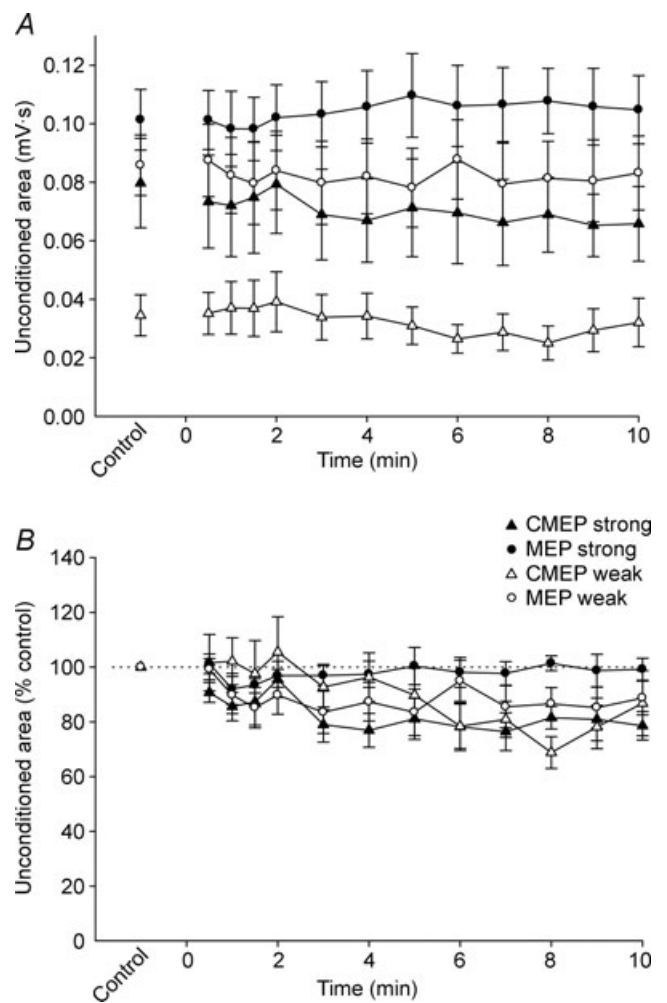 A
Unconditioned area (mV·s)
0.12
0.10
0.08
0.06
0.04
0.02
0.00
Control
0
2
4
6
8
10
Time (min)
B
▲ CMEP strong
● MEP strong
△ CMEP weak
○ MEP weak
Unconditioned area (% control)
140
120
100
80
60
40
20
0
Control
0
2
4
6
8
10
Time (min)